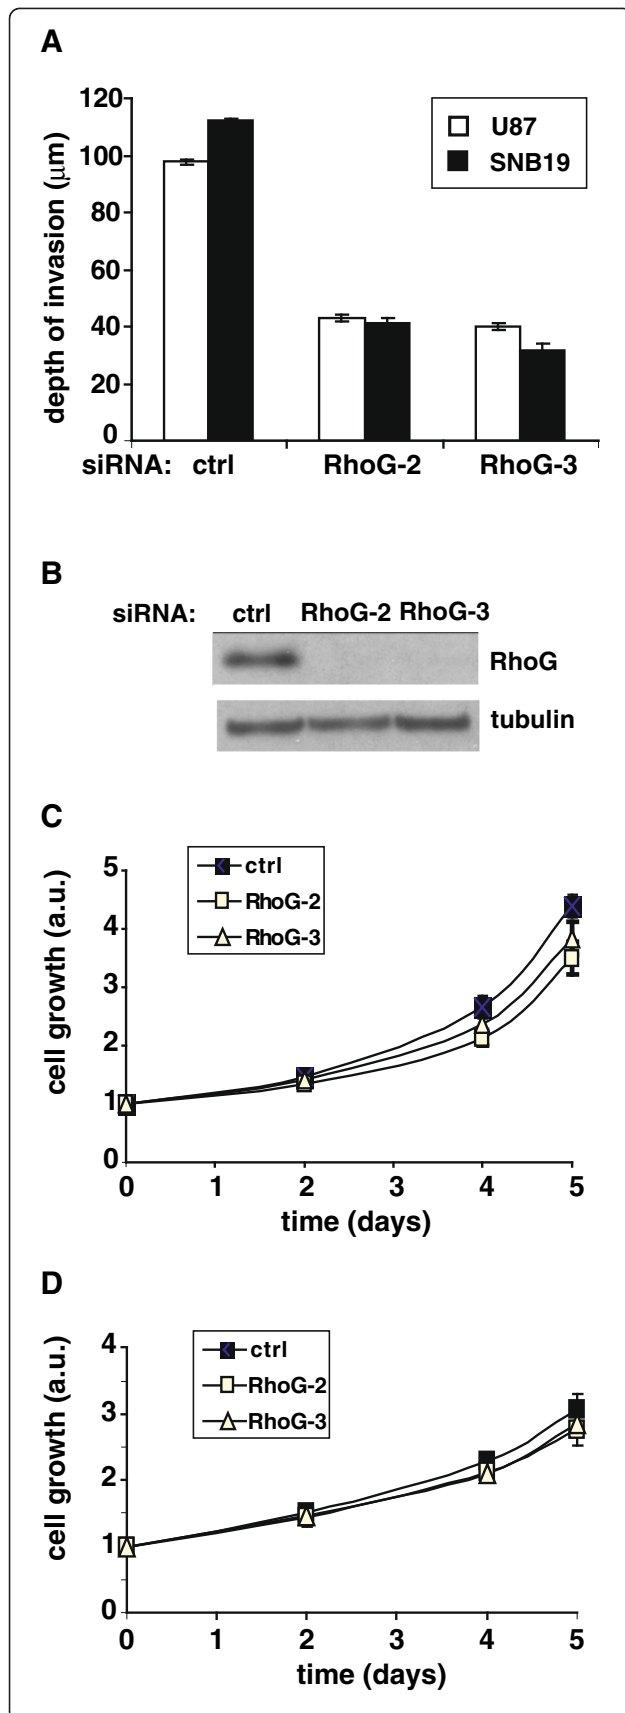 A
120
100
80
60
40
20
0
depth of invasion (μm)
U87
SNB19
siRNA: ctrl RhoG-2 RhoG-3
B
siRNA: ctrl RhoG-2 RhoG-3
RhoG
tubulin
C
5
4
3
2
1
0
cell growth (a.u.)
ctrl
RhoG-2
RhoG-3
0 1 2 3 4 5
time (days)
D
4
3
2
1
0
cell growth (a.u.)
ctrl
RhoG-2
RhoG-3
0 1 2 3 4 5
time (days)